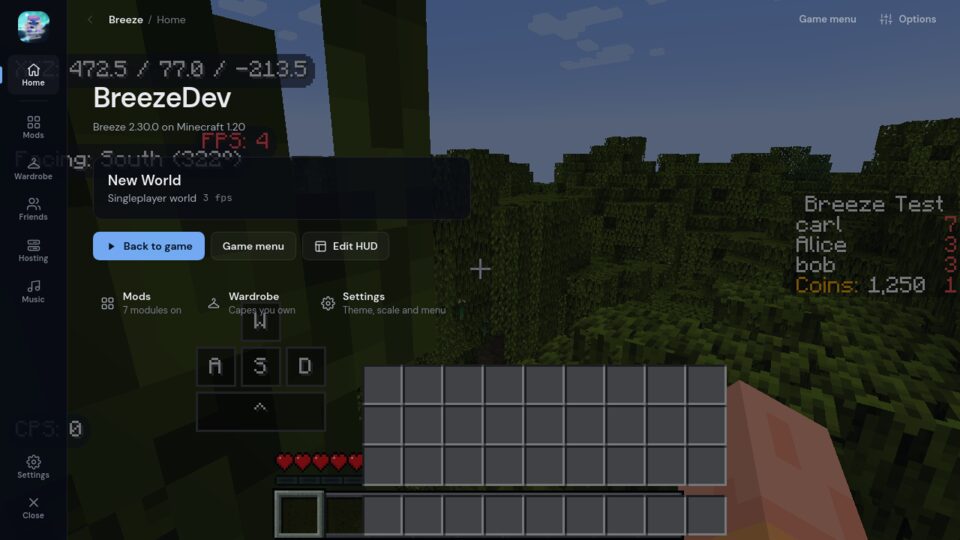 Breeze / Home
Game menu
Options
Home
472.5 / 77.0 / -213.5
BreezeDev
Breeze 2.30.0 on Minecraft 1.20
FPS: 4
Mods
Facing: South (322°)
Wardrobe
New World
Singleplayer world 3 fps
Friends
Breeze Test
carl 7
Alice 3
bob 3
Coins: 1,250 1
Hosting
Back to game
Game menu
Edit HUD
Music
Mods
7 modules on
Wardrobe
Capes you own
Settings
Theme, scale and menu
W
A S D
^
CPS: 0
Settings
Close